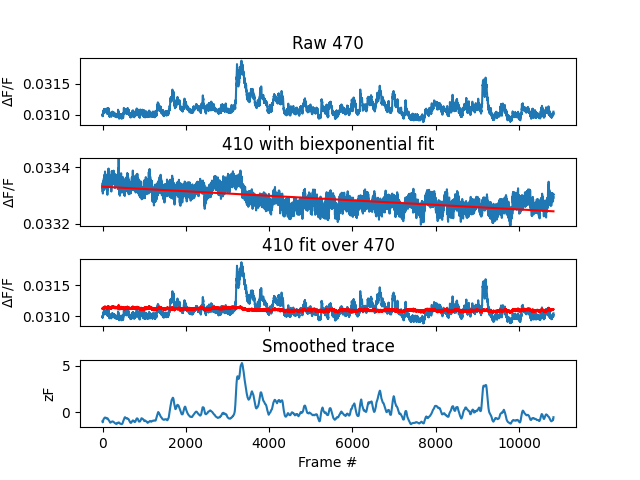 Raw 470
ΔF/F
0.0315
0.0310
410 with biexponential fit
ΔF/F
0.0334
0.0332
410 fit over 470
ΔF/F
0.0315
0.0310
Smoothed trace
zF
5
0
0 2000 4000 6000 8000 10000
Frame #